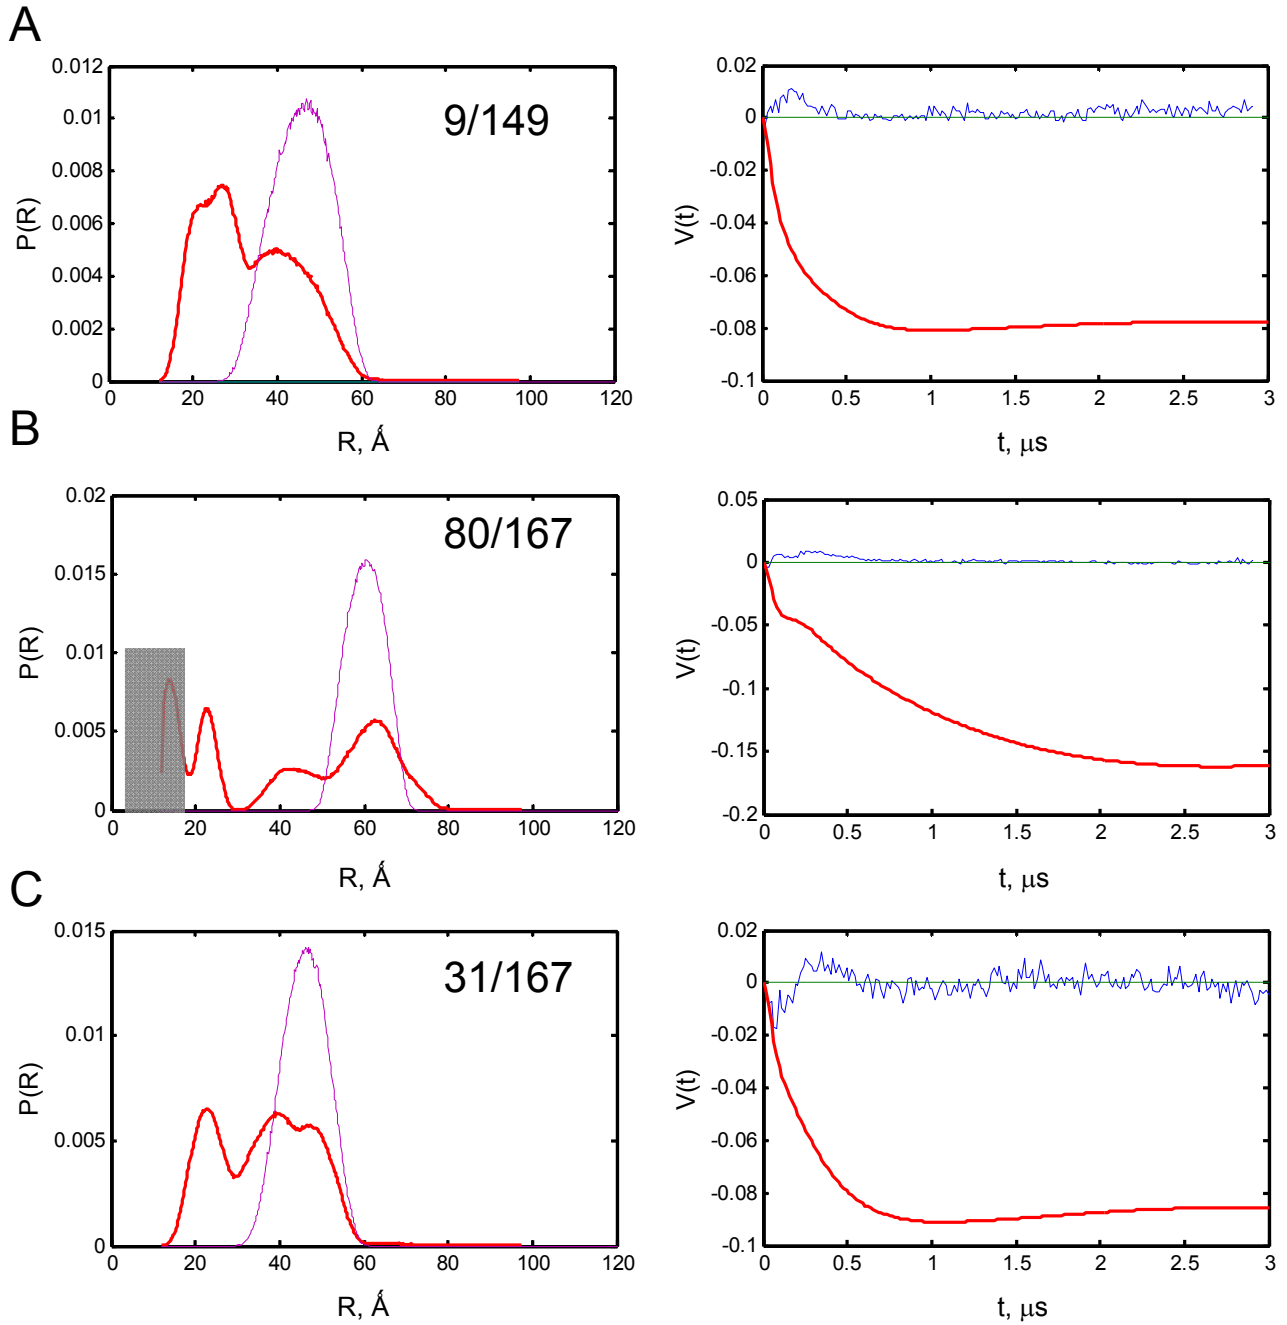 A
0.012
0.01
0.008
0.006
0.004
0.002
0
P(R)
9/149
0 20 40 60 80 100 120
R, Å
0.02
0
-0.02
-0.04
-0.06
-0.08
-0.1
V(t)
0 0.5 1 1.5 2 2.5 3
t, μs
B
0.02
0.015
0.01
0.005
0
P(R)
80/167
0 20 40 60 80 100 120
R, Å
0.05
0
-0.05
-0.1
-0.15
-0.2
V(t)
0 0.5 1 1.5 2 2.5 3
t, μs
C
0.015
0.01
0.005
0
P(R)
31/167
0 20 40 60 80 100 120
R, Å
0.02
0
-0.02
-0.04
-0.06
-0.08
-0.1
V(t)
0 0.5 1 1.5 2 2.5 3
t, μs